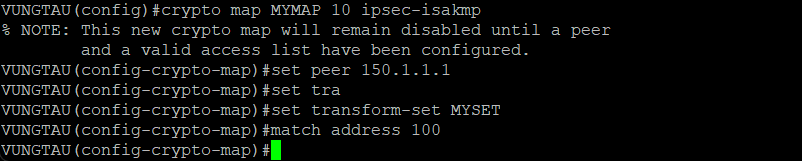 VUNGTAU(config)#crypto map MYMAP 10 ipsec-isakmp
% NOTE: This new crypto map will remain disabled until a peer
        and a valid access list have been configured.
VUNGTAU(config-crypto-map)#set peer 150.1.1.1
VUNGTAU(config-crypto-map)#set tra
VUNGTAU(config-crypto-map)#set transform-set MYSET
VUNGTAU(config-crypto-map)#match address 100
VUNGTAU(config-crypto-map)#